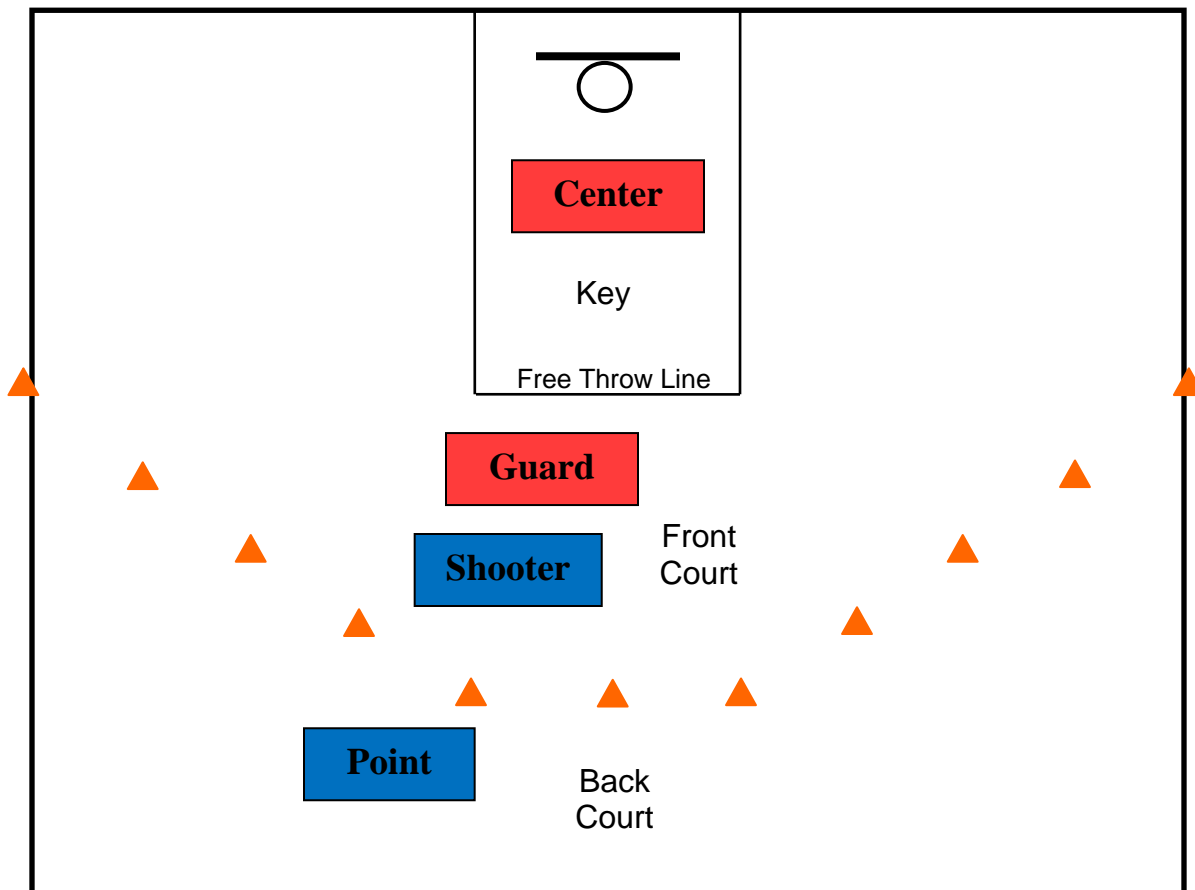 Center
Key
Free Throw Line
Guard
Front
Court
Shooter
Point
Back
Court